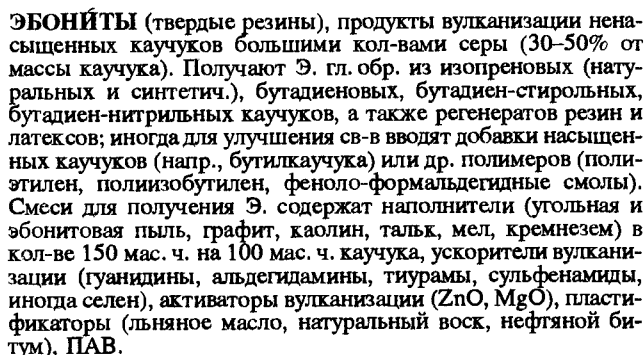 ЭБОНИ́ТЫ (твердые резины), продукты вулканизации нена-
сыщенных каучуков большими кол-вами серы (30–50% от
массы каучука). Получают Э. гл. обр. из изопреновых (нату-
ральных и синтетич.), бутадиеновых, бутадиен-стирольных,
бутадиен-нитрильных каучуков, а также регенератов резин и
латексов; иногда для улучшения св-в вводят добавки насыщен-
ных каучуков (напр., бутилкаучука) или др. полимеров (поли-
этилен, полиизобутилен, феноло-формальдегидные смолы).
Смеси для получения Э. содержат наполнители (угольная и
эбонитовая пыль, графит, каолин, тальк, мел, кремнезем) в
кол-ве 150 мас. ч. на 100 мас. ч. каучука, ускорители вулкани-
зации (гуанидины, альдегидамины, тиурамы, сульфенамиды,
иногда селен), активаторы вулканизации (ZnO, MgO), пласти-
фикаторы (льняное масло, натуральный воск, нефтяной би-
тум), ПАВ.